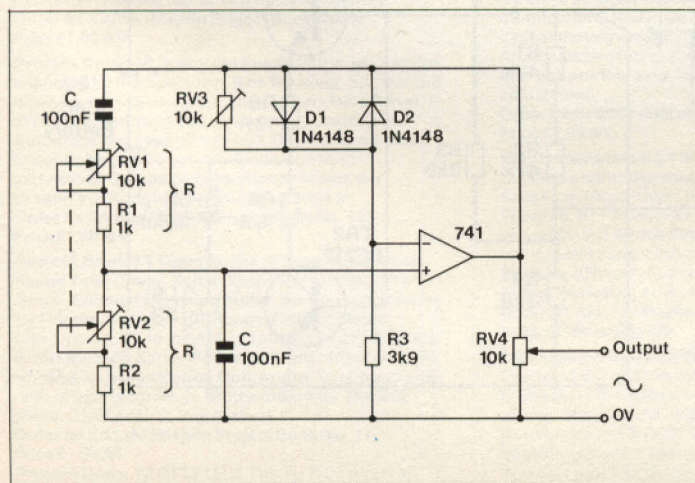 C
100nF
RV1
10k
R
R1
1k
RV2
10k
R
R2
1k
C
100nF
RV3
10k
D1
1N4148
D2
1N4148
741
−
+
R3
3k9
RV4
10k
Output
0V